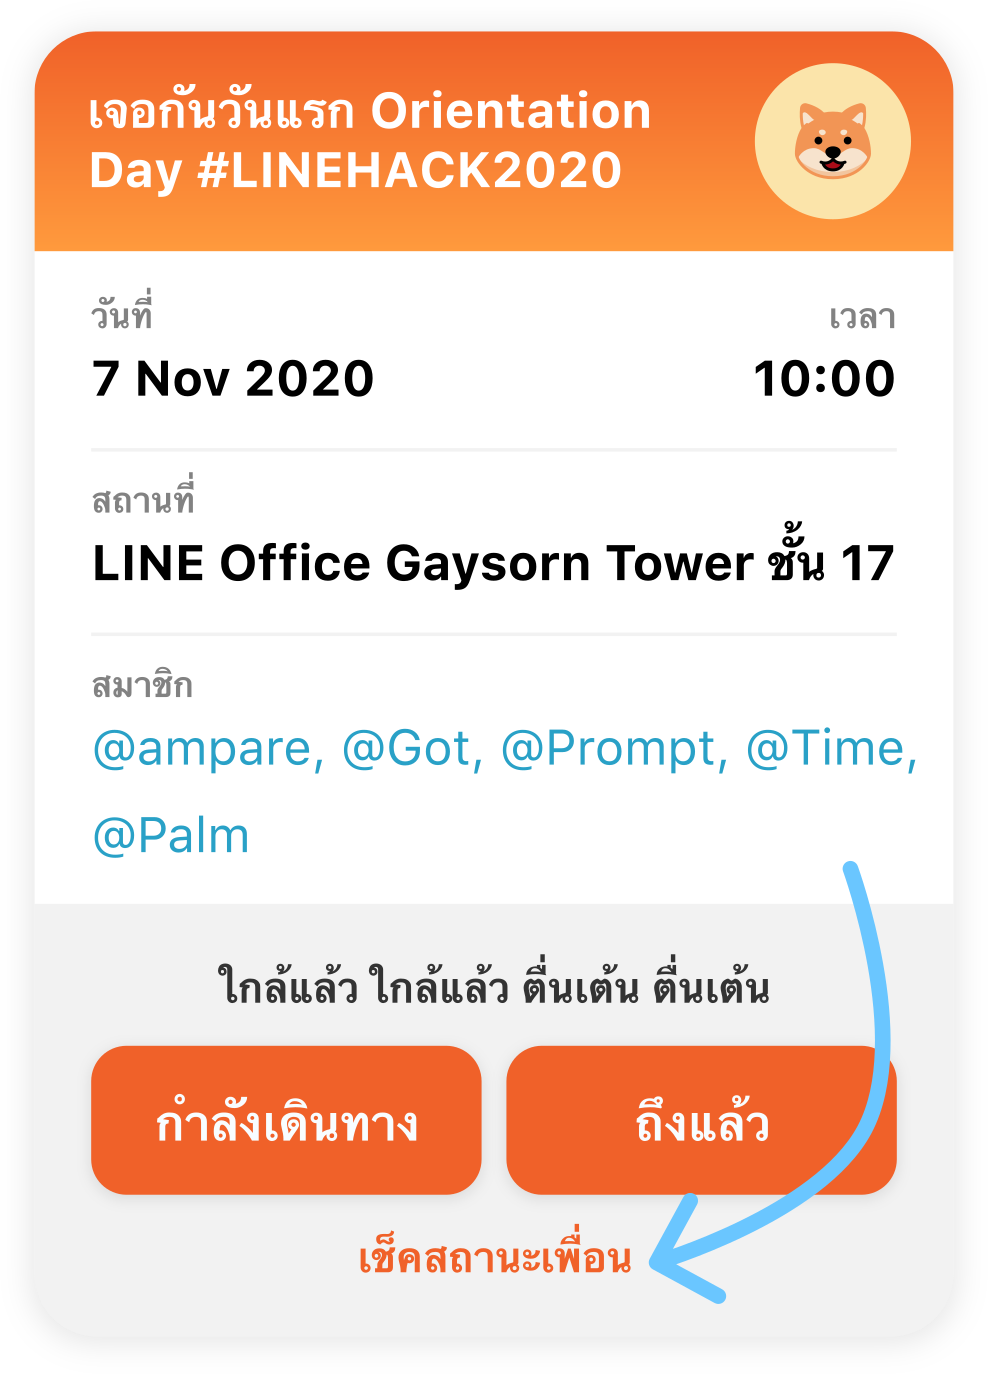 เจอกันวันแรก Orientation
Day #LINEHACK2020
วันที่ เวลา
7 Nov 2020 10:00
สถานที่
LINE Office Gaysorn Tower ชั้น 17
สมาชิก
@ampare, @Got, @Prompt, @Time,
@Palm
ใกล้แล้ว ใกล้แล้ว ตื่นเต้น ตื่นเต้น
กำลังเดินทาง ถึงแล้ว
เช็คสถานะเพื่อน